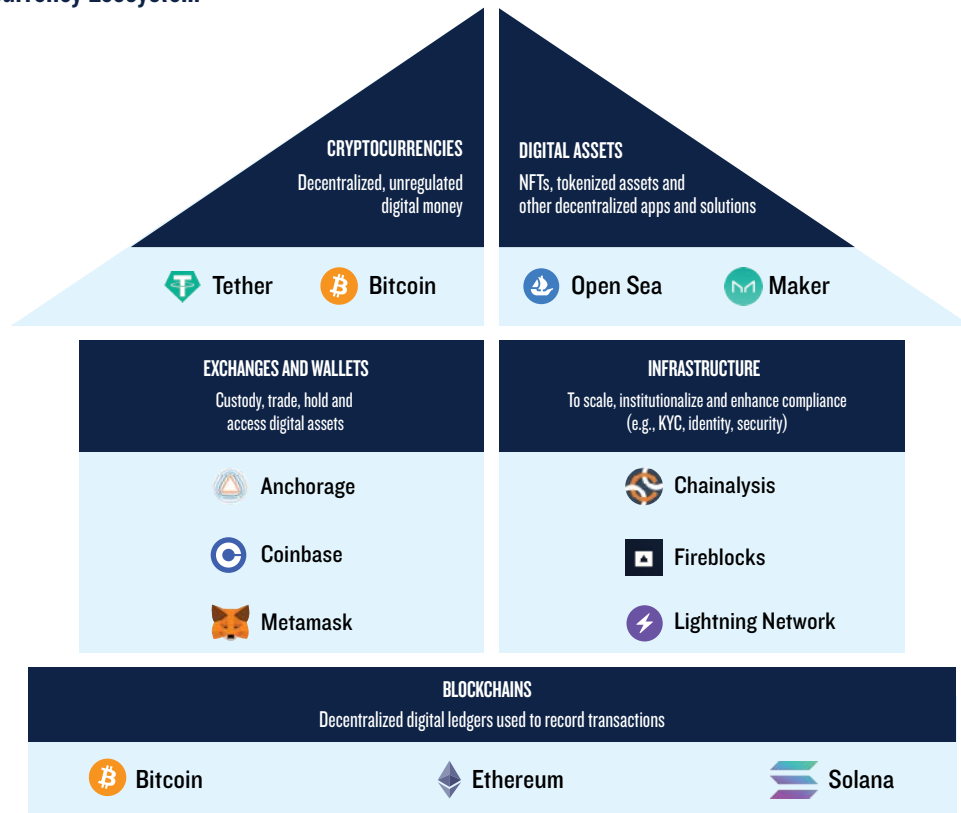 CRYPTOCURRENCIES
Decentralized, unregulated
digital money
DIGITAL ASSETS
NFTs, tokenized assets and
other decentralized apps and solutions
Tether
Bitcoin
Open Sea
Maker
EXCHANGES AND WALLETS
Custody, trade, hold and
access digital assets
INFRASTRUCTURE
To scale, institutionalize and enhance compliance
(e.g., KYC, identity, security)
Anchorage
Coinbase
Metamask
Chainalysis
Fireblocks
Lightning Network
BLOCKCHAINS
Decentralized digital ledgers used to record transactions
Bitcoin
Ethereum
Solana